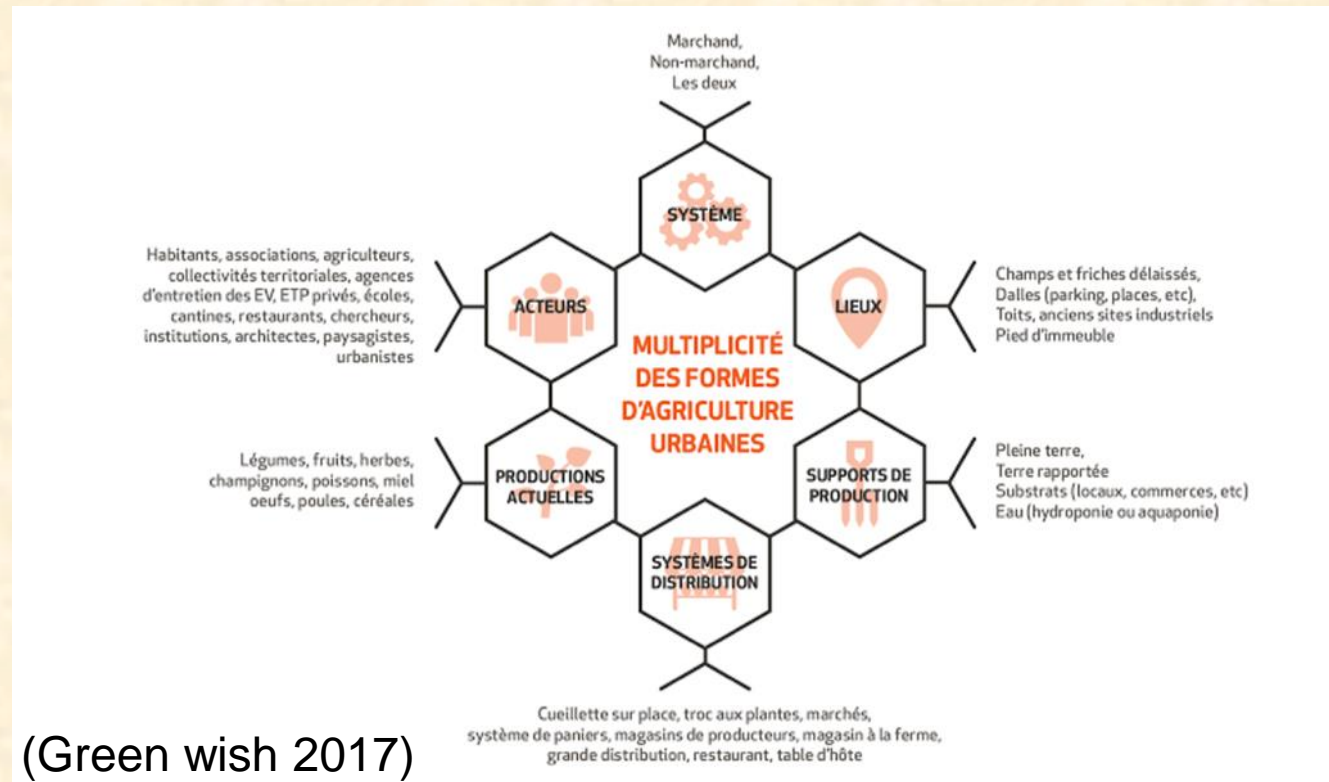 Marchand,
Non-marchand,
Les deux
SYSTÈME
Habitants, associations, agriculteurs,
collectivités territoriales, agences
d'entretien des EV, ETP privés, écoles,
cantines, restaurants, chercheurs,
institutions, architectes, paysagistes,
urbanistes
ACTEURS
LIEUX
Champs et friches délaissés,
Dalles (parking, places, etc),
Toits, anciens sites industriels
Pied d'immeuble
MULTIPLICITÉ
DES FORMES
D'AGRICULTURE
URBAINES
Légumes, fruits, herbes,
champignons, poissons, miel
oeufs, poules, céréales
PRODUCTIONS
ACTUELLES
SUPPORTS DE
PRODUCTION
Pleine terre,
Terre rapportée
Substrats (locaux, commerces, etc)
Eau (hydroponie ou aquaponie)
SYSTÈMES DE
DISTRIBUTION
Cueillette sur place, troc aux plantes, marchés,
système de paniers, magasins de producteurs, magasin à la ferme,
grande distribution, restaurant, table d'hôte
(Green wish 2017)